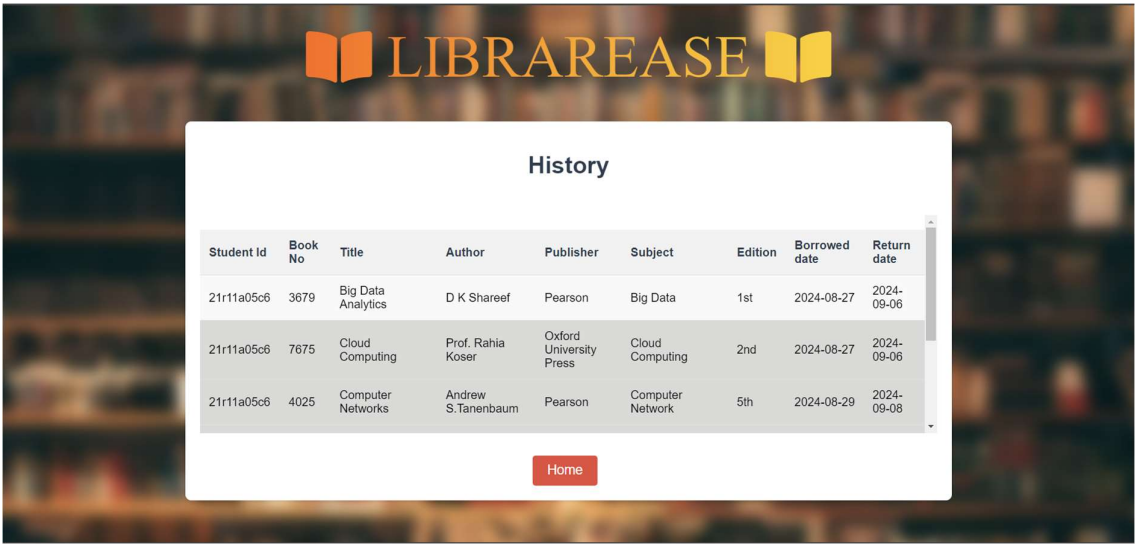 LIBRAREASE
History
Student Id Book No Title Author Publisher Subject Edition Borrowed date Return date
21r11a05c6 3679 Big Data Analytics D K Shareef Pearson Big Data 1st 2024-08-27 2024-09-06
21r11a05c6 7675 Cloud Computing Prof. Rahia Koser Oxford University Press Cloud Computing 2nd 2024-08-27 2024-09-06
21r11a05c6 4025 Computer Networks Andrew S.Tanenbaum Pearson Computer Network 5th 2024-08-29 2024-09-08
Home